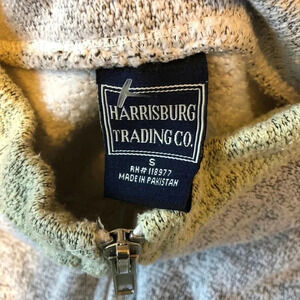 HARRISBURG
TRADING CO.
S
RN# 118977
MADE IN PAKISTAN